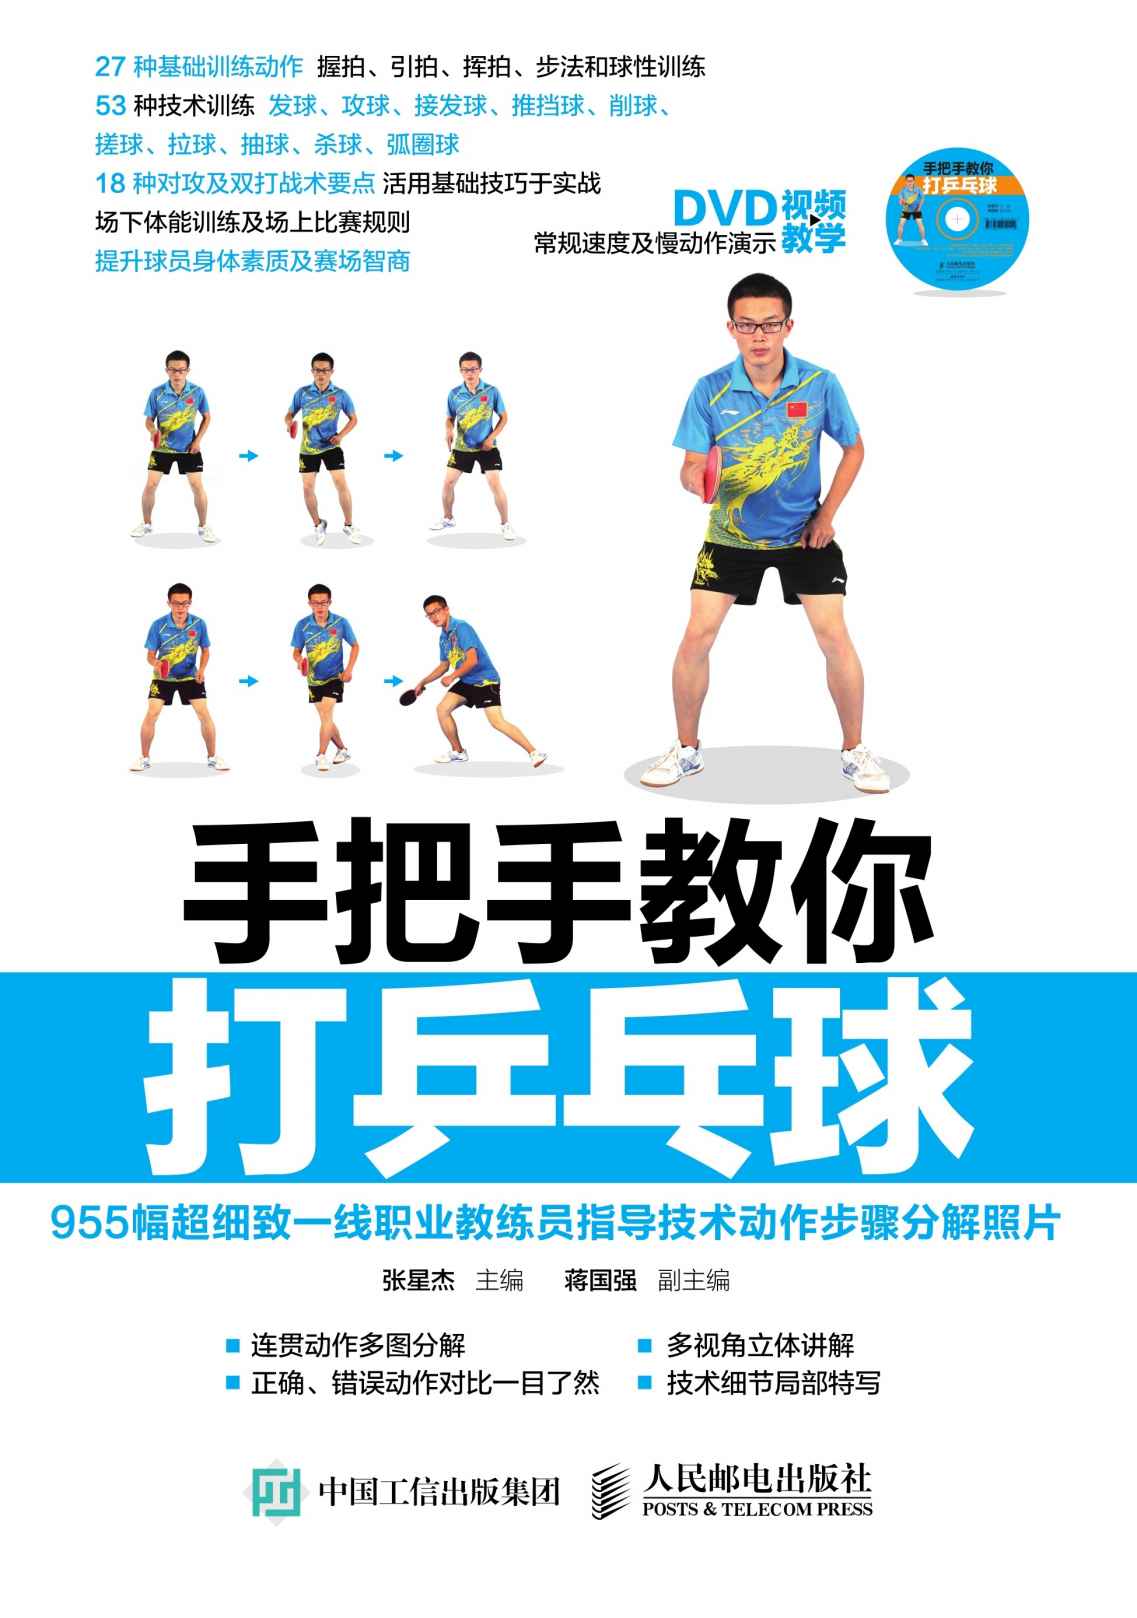 27 种基础训练动作 握拍、引拍、挥拍、步法和球性训练
53 种技术训练 发球、攻球、接发球、推挡球、削球、
搓球、拉球、抽球、杀球、弧圈球
18 种对攻及双打战术要点 活用基础技巧于实战
场下体能训练及场上比赛规则
提升球员身体素质及赛场智商
DVD 视频教学
常规速度及慢动作演示
手把手教你
打乒乓球
手把手教你
打乒乓球
955幅超细致一线职业教练员指导技术动作步骤分解照片
张星杰 主编 蒋国强 副主编
连贯动作多图分解
多视角立体讲解
正确、错误动作对比一目了然
技术细节局部特写
中国工信出版集团
人民邮电出版社
POSTS & TELECOM PRESS